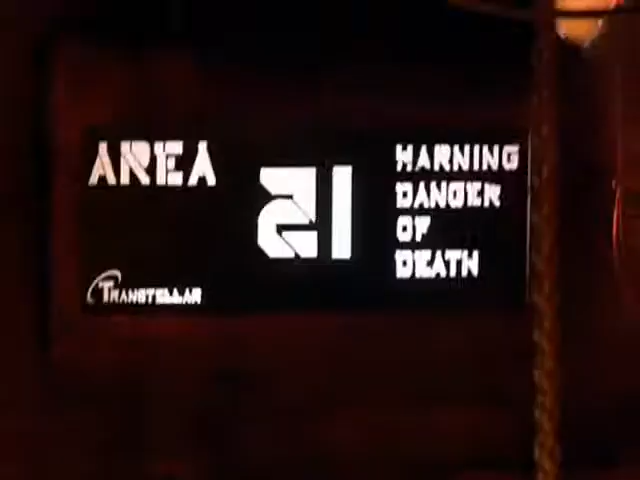 AREA
21
HARNING
DANGER
OF
DEATH
TRANSTELLAR